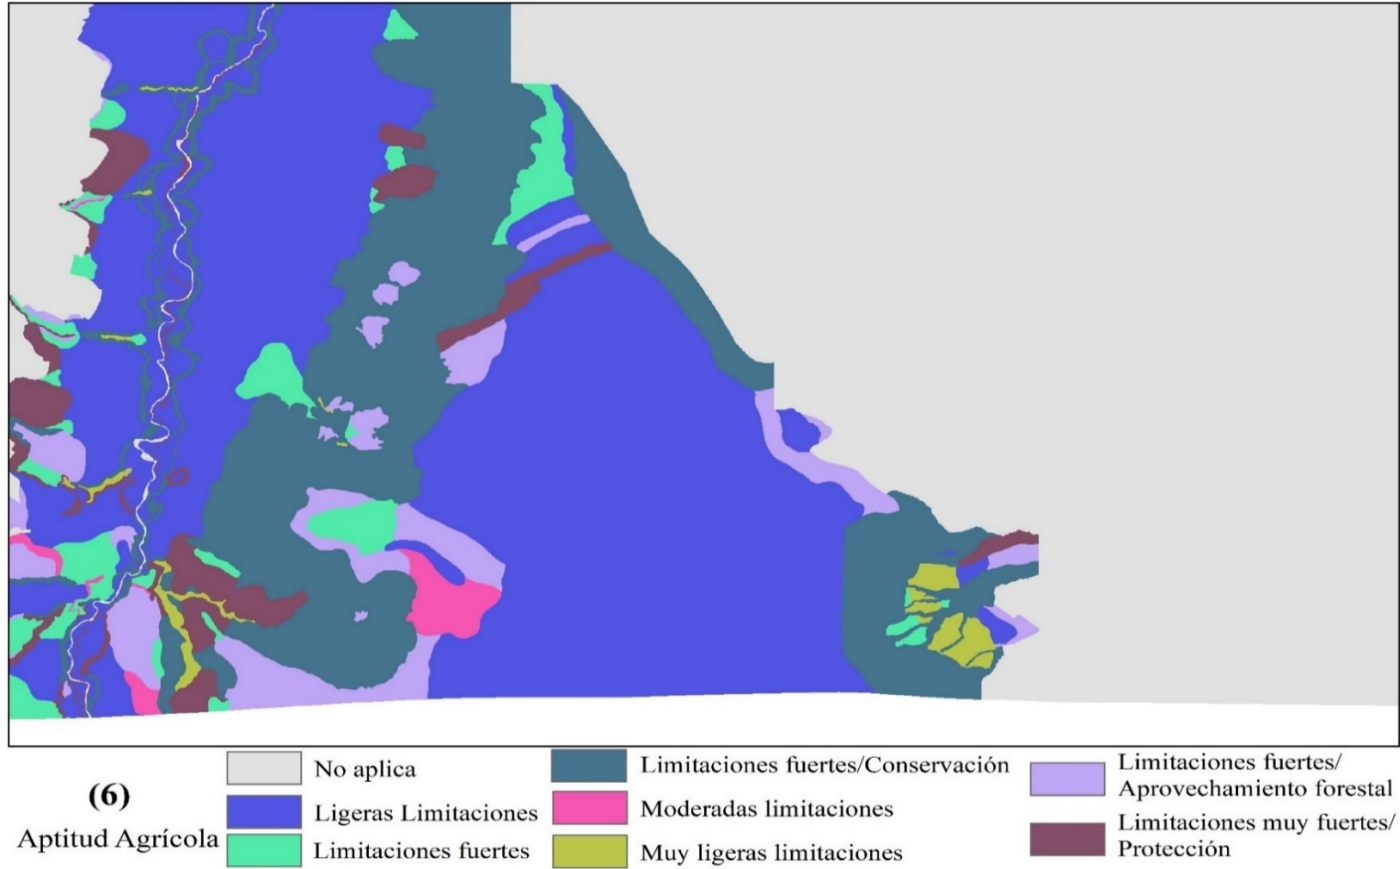 (6)
Aptitud Agrícola
No aplica
Ligeras Limitaciones
Limitaciones fuertes
Limitaciones fuertes/Conservación
Moderadas limitaciones
Muy ligeras limitaciones
Limitaciones fuertes/
Aprovechamiento forestal
Limitaciones muy fuertes/
Protección